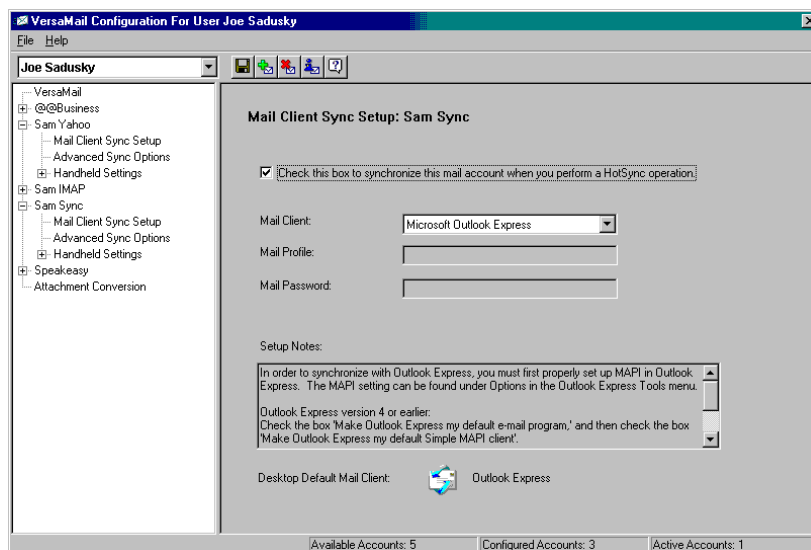 VersaMail Configuration For User Joe Sadusky
File Help
Joe Sadusky
VersaMail
@@Business
Sam Yahoo
Mail Client Sync Setup
Advanced Sync Options
Handheld Settings
Sam IMAP
Sam Sync
Mail Client Sync Setup
Advanced Sync Options
Handheld Settings
Speakeasy
Attachment Conversion
Mail Client Sync Setup: Sam Sync
Check this box to synchronize this mail account when you perform a HotSync operation.
Mail Client: Microsoft Outlook Express
Mail Profile:
Mail Password:
Setup Notes:
In order to synchronize with Outlook Express, you must first properly set up MAPI in Outlook
Express. The MAPI setting can be found under Options in the Outlook Express Tools menu.
Outlook Express version 4 or earlier:
Check the box 'Make Outlook Express my default e-mail program,' and then check the box
'Make Outlook Express my default Simple MAPI client'.
Desktop Default Mail Client: Outlook Express
Available Accounts: 5 Configured Accounts: 3 Active Accounts: 1